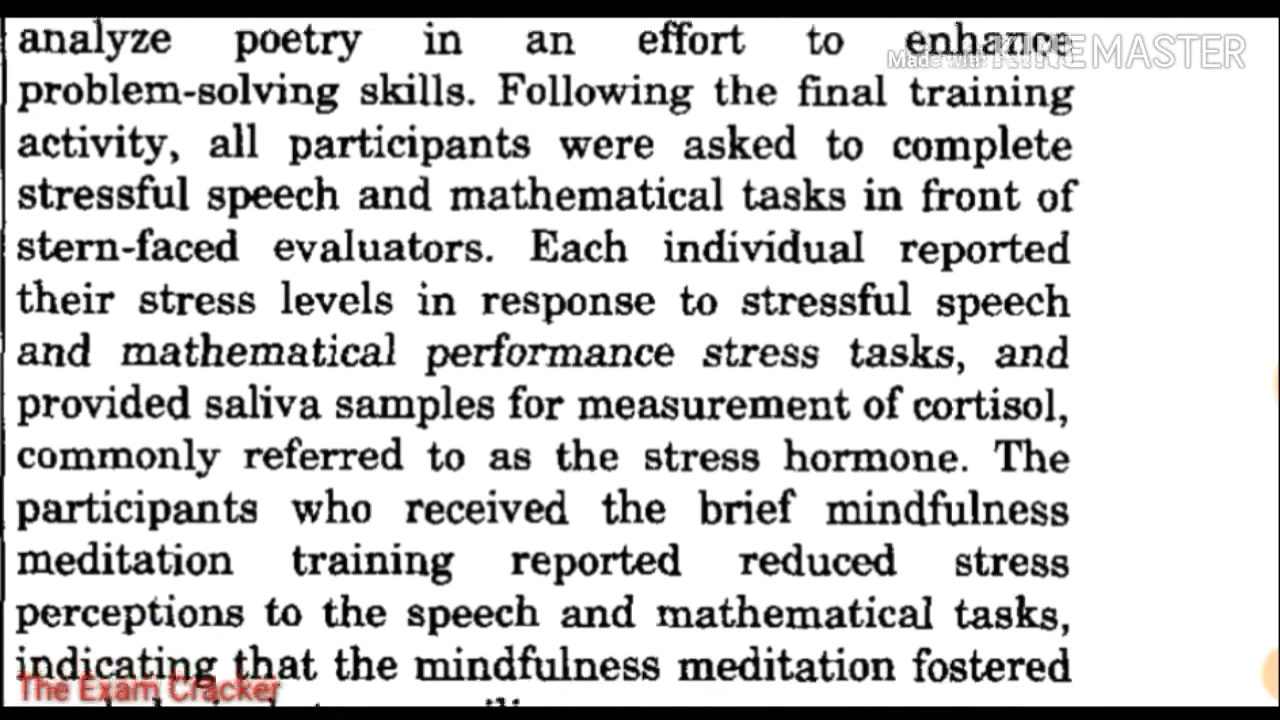 analyze poetry in an effort to enhance
Made with KINEMASTER
problem-solving skills. Following the final training
activity, all participants were asked to complete
stressful speech and mathematical tasks in front of
stern-faced evaluators. Each individual reported
their stress levels in response to stressful speech
and mathematical performance stress tasks, and
provided saliva samples for measurement of cortisol,
commonly referred to as the stress hormone. The
participants who received the brief mindfulness
meditation training reported reduced stress
perceptions to the speech and mathematical tasks,
indicating that the mindfulness meditation fostered
The Exam Cracker